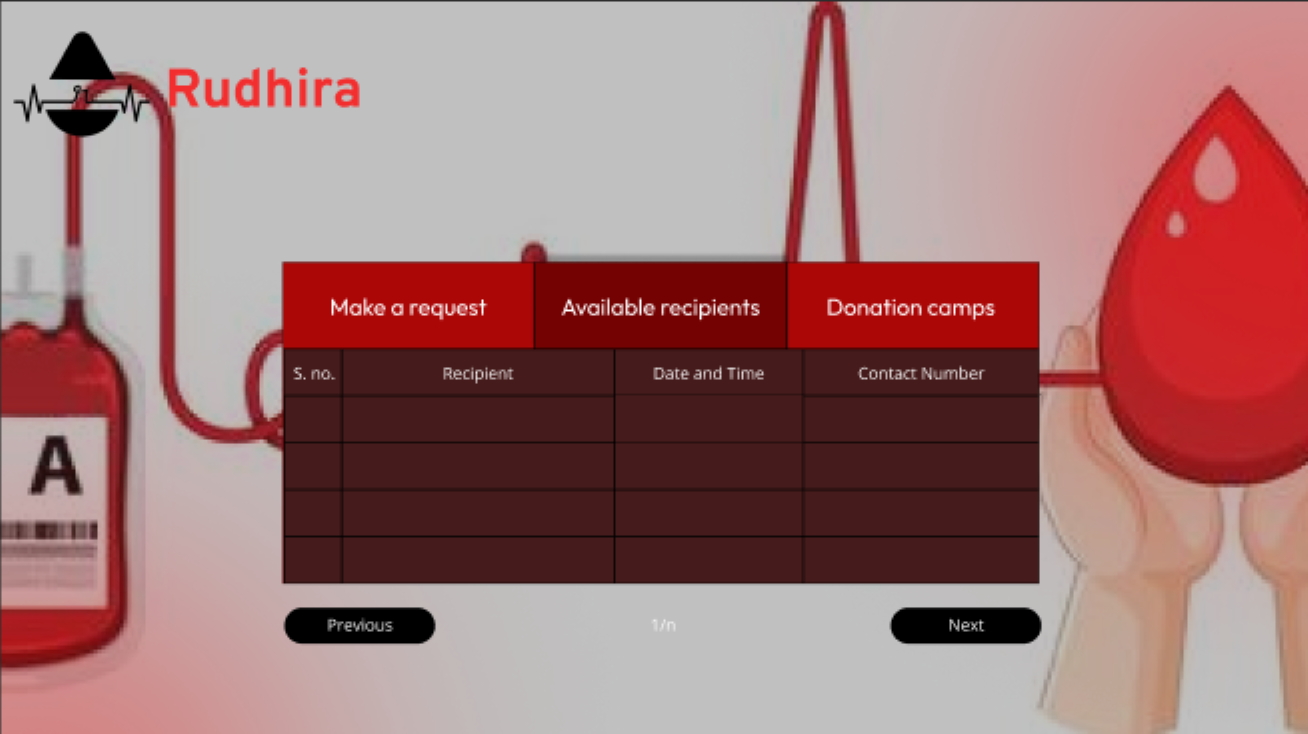 Rudhira
Make a request Available recipients Donation camps
S. no. Recipient Date and Time Contact Number
A
Previous 1/n Next